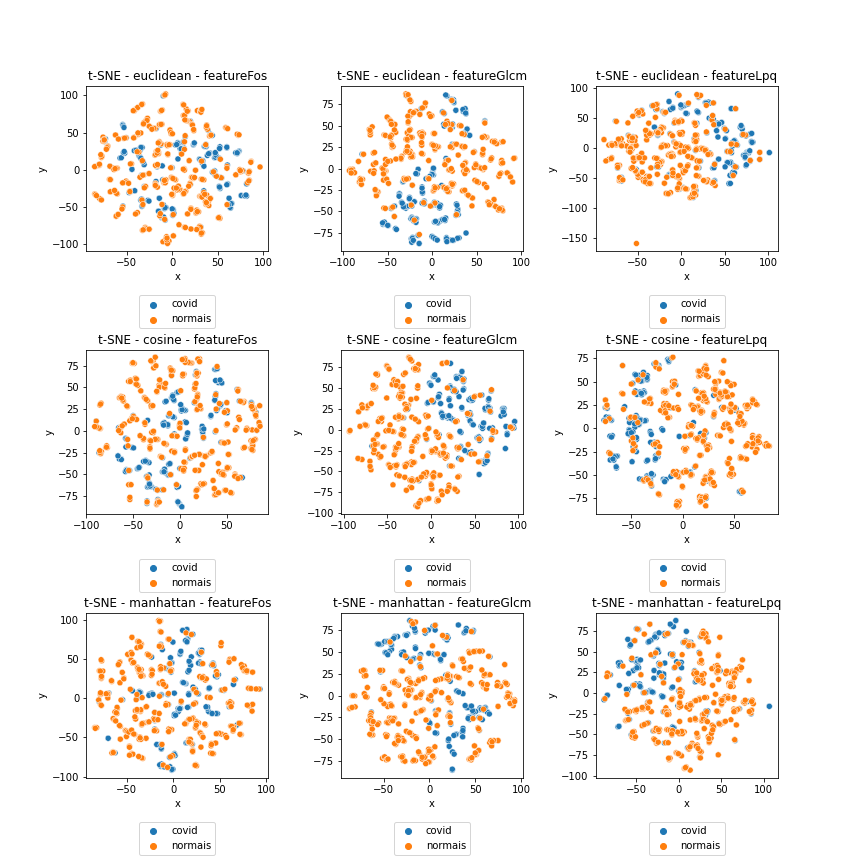 t-SNE - euclidean - featureFos
100
50
0
−50
−100
y
−50
0
50
100
x
covid
normais
t-SNE - euclidean - featureGlcm
75
50
25
0
−25
−50
−75
y
−100
−50
0
50
100
x
covid
normais
t-SNE - euclidean - featureLpq
100
50
0
−50
−100
−150
y
−50
0
50
100
x
covid
normais
t-SNE - cosine - featureFos
75
50
25
0
−25
−50
−75
y
−100
−50
0
50
x
covid
normais
t-SNE - cosine - featureGlcm
75
50
25
0
−25
−50
−75
−100
y
−100
−50
0
50
100
x
covid
normais
t-SNE - cosine - featureLpq
75
50
25
0
−25
−50
−75
y
−50
0
50
x
covid
normais
t-SNE - manhattan - featureFos
100
50
0
−50
−100
y
−50
0
50
100
x
covid
normais
t-SNE - manhattan - featureGlcm
75
50
25
0
−25
−50
−75
y
−50
0
50
100
x
covid
normais
t-SNE - manhattan - featureLpq
75
50
25
0
−25
−50
−75
−100
y
−50
0
50
100
x
covid
normais